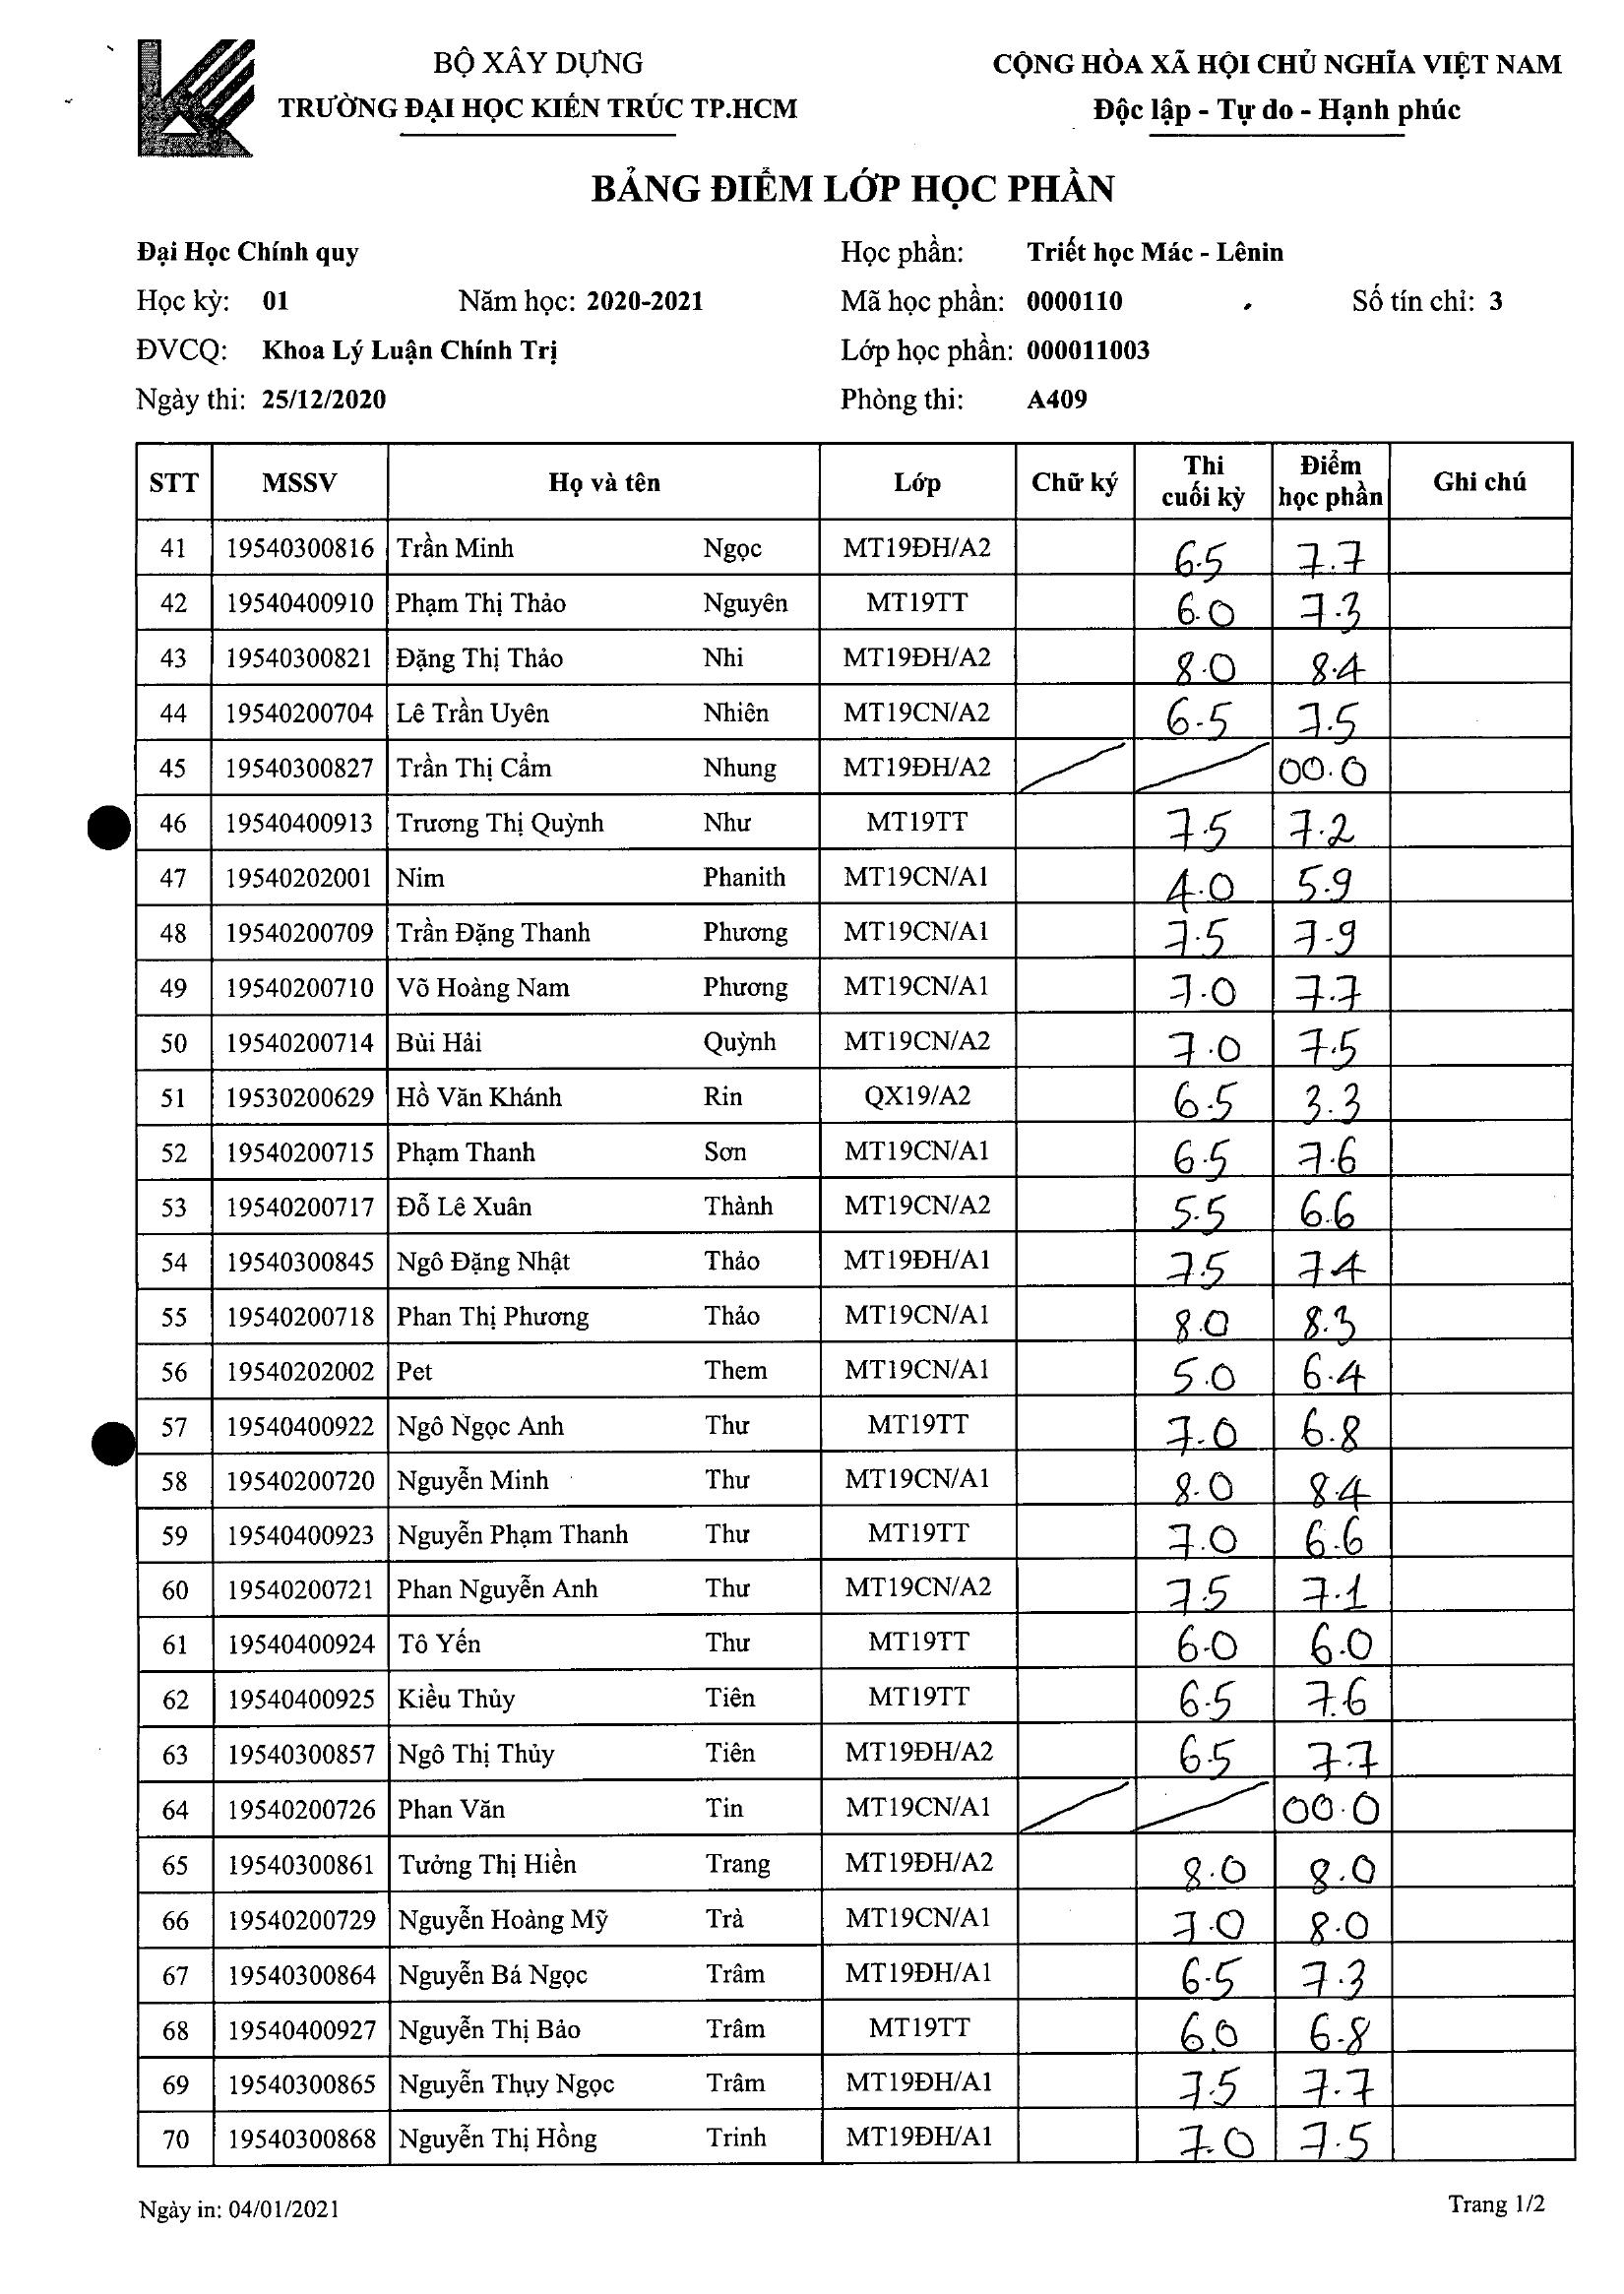 BỘ XÂY DỰNG
TRƯỜNG ĐẠI HỌC KIẾN TRÚC TP.HCM
CỘNG HÒA XÃ HỘI CHỦ NGHĨA VIỆT NAM
Độc lập - Tự do - Hạnh phúc
BẢNG ĐIỂM LỚP HỌC PHẦN
Đại Học Chính quy Học phần: Triết học Mác - Lênin
Học kỳ: 01 Năm học: 2020-2021 Mã học phần: 0000110 Số tín chỉ: 3
ĐVCQ: Khoa Lý Luận Chính Trị Lớp học phần: 000011003
Ngày thi: 25/12/2020 Phòng thi: A409
STT MSSV Họ và tên Lớp Chữ ký Thi cuối kỳ Điểm học phần Ghi chú
41 19540300816 Trần Minh Ngọc MT19ĐH/A2 6.5 7.7
42 19540400910 Phạm Thị Thảo Nguyên MT19TT 6.0 7.3
43 19540300821 Đặng Thị Thảo Nhi MT19ĐH/A2 8.0 8.4
44 19540200704 Lê Trần Uyên Nhiên MT19CN/A2 6.5 7.5
45 19540300827 Trần Thị Cẩm Nhung MT19ĐH/A2 00.0
46 19540400913 Trương Thị Quỳnh Như MT19TT 7.5 7.2
47 19540202001 Nim Phanith MT19CN/A1 4.0 5.9
48 19540200709 Trần Đặng Thanh Phương MT19CN/A1 7.5 7.9
49 19540200710 Võ Hoàng Nam Phương MT19CN/A1 7.0 7.7
50 19540200714 Bùi Hải Quỳnh MT19CN/A2 7.0 7.5
51 19530200629 Hồ Văn Khánh Rin QX19/A2 6.5 3.3
52 19540200715 Phạm Thanh Sơn MT19CN/A1 6.5 7.6
53 19540200717 Đỗ Lê Xuân Thành MT19CN/A2 5.5 6.6
54 19540300845 Ngô Đặng Nhật Thảo MT19ĐH/A1 7.5 7.4
55 19540200718 Phan Thị Phương Thảo MT19CN/A1 8.0 8.3
56 19540202002 Pet Them MT19CN/A1 5.0 6.4
57 19540400922 Ngô Ngọc Anh Thư MT19TT 7.0 6.8
58 19540200720 Nguyễn Minh Thư MT19CN/A1 8.0 8.4
59 19540400923 Nguyễn Phạm Thanh Thư MT19TT 7.0 6.6
60 19540200721 Phan Nguyễn Anh Thư MT19CN/A2 7.5 7.1
61 19540400924 Tô Yến Thư MT19TT 6.0 6.0
62 19540400925 Kiều Thủy Tiên MT19TT 6.5 7.6
63 19540300857 Ngô Thị Thủy Tiên MT19ĐH/A2 6.5 7.7
64 19540200726 Phan Văn Tin MT19CN/A1 00.0
65 19540300861 Tưởng Thị Hiền Trang MT19ĐH/A2 8.0 8.0
66 19540200729 Nguyễn Hoàng Mỹ Trà MT19CN/A1 7.0 8.0
67 19540300864 Nguyễn Bá Ngọc Trâm MT19ĐH/A1 6.5 7.3
68 19540400927 Nguyễn Thị Bảo Trâm MT19TT 6.0 6.8
69 19540300865 Nguyễn Thụy Ngọc Trâm MT19ĐH/A1 7.5 7.7
70 19540300868 Nguyễn Thị Hồng Trinh MT19ĐH/A1 7.0 7.5
Ngày in: 04/01/2021 Trang 1/2